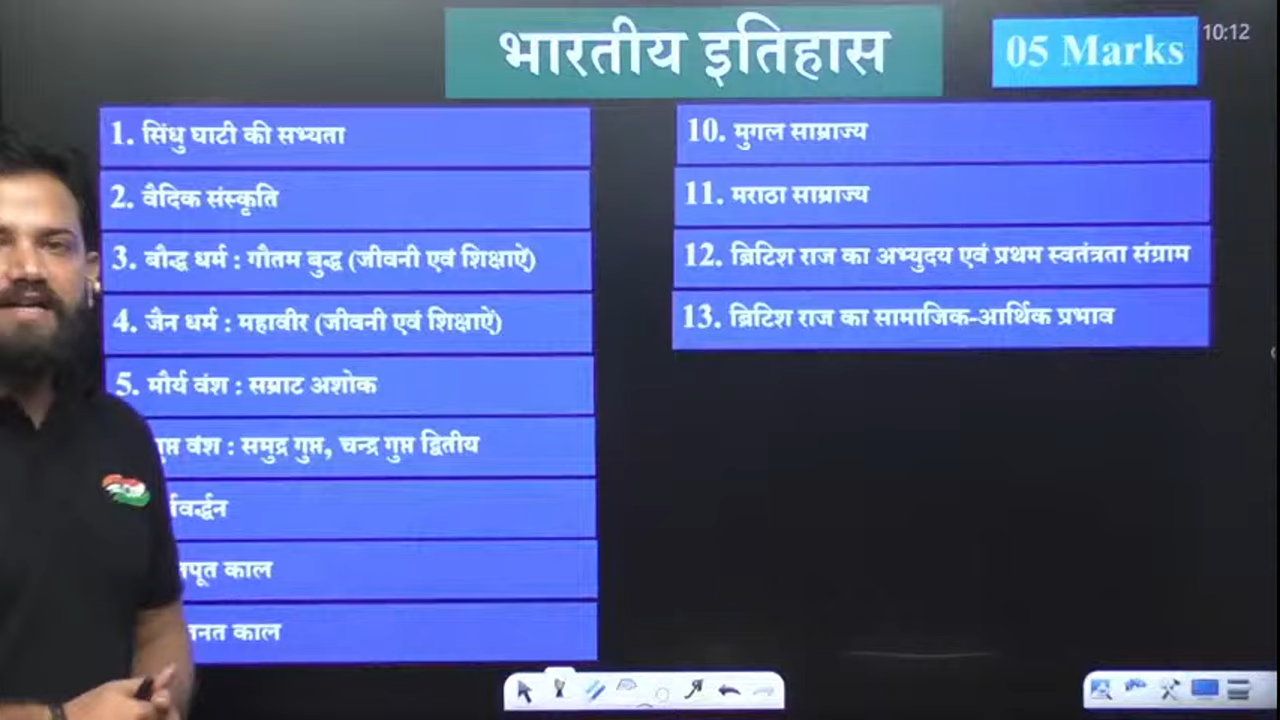 भारतीय इतिहास
05 Marks
10:12
1. सिंधु घाटी की सभ्यता
2. वैदिक संस्कृति
3. बौद्ध धर्म : गौतम बुद्ध (जीवनी एवं शिक्षाऐं)
4. जैन धर्म : महावीर (जीवनी एवं शिक्षाऐं)
5. मौर्य वंश : सम्राट अशोक
वंश : समुद्र गुप्त, चन्द्र गुप्त द्वितीय
काल
काल
10. मुगल साम्राज्य
11. मराठा साम्राज्य
12. ब्रिटिश राज का अभ्युदय एवं प्रथम स्वतंत्रता संग्राम
13. ब्रिटिश राज का सामाजिक-आर्थिक प्रभाव